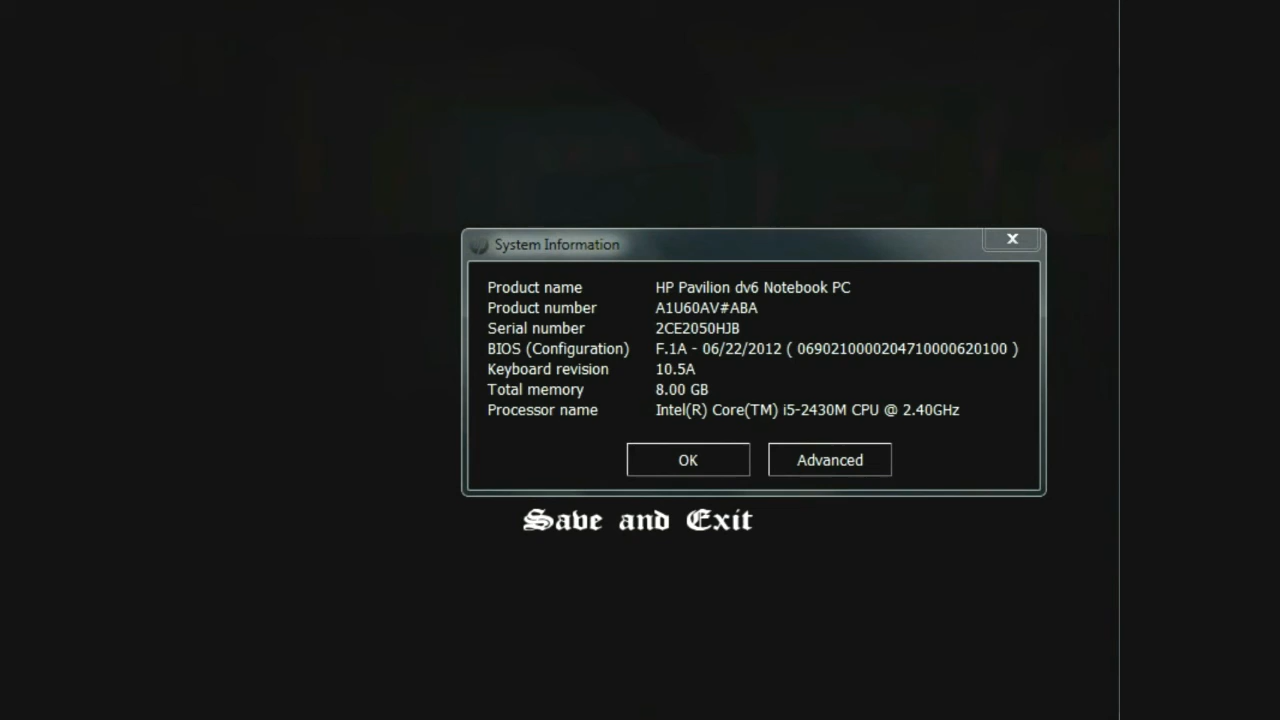 System Information
x
Product name HP Pavilion dv6 Notebook PC
Product number A1U60AV#ABA
Serial number 2CE2050HJB
BIOS (Configuration) F.1A - 06/22/2012 ( 0690210000204710000620100 )
Keyboard revision 10.5A
Total memory 8.00 GB
Processor name Intel(R) Core(TM) i5-2430M CPU @ 2.40GHz
OK Advanced
Save and Exit